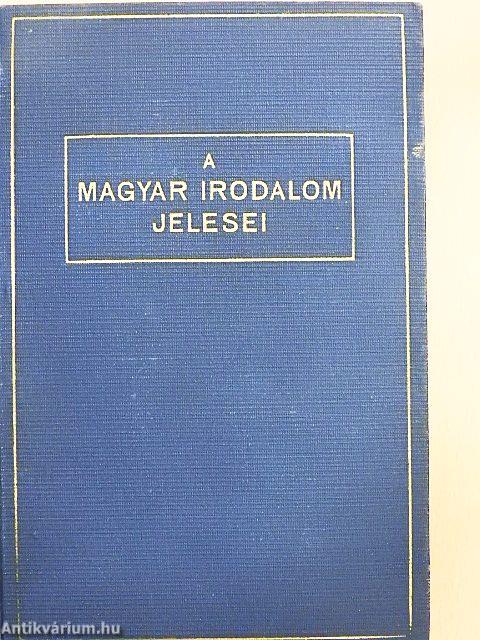 A
MAGYAR IRODALOM
JELESEI
Antikvárium.hu